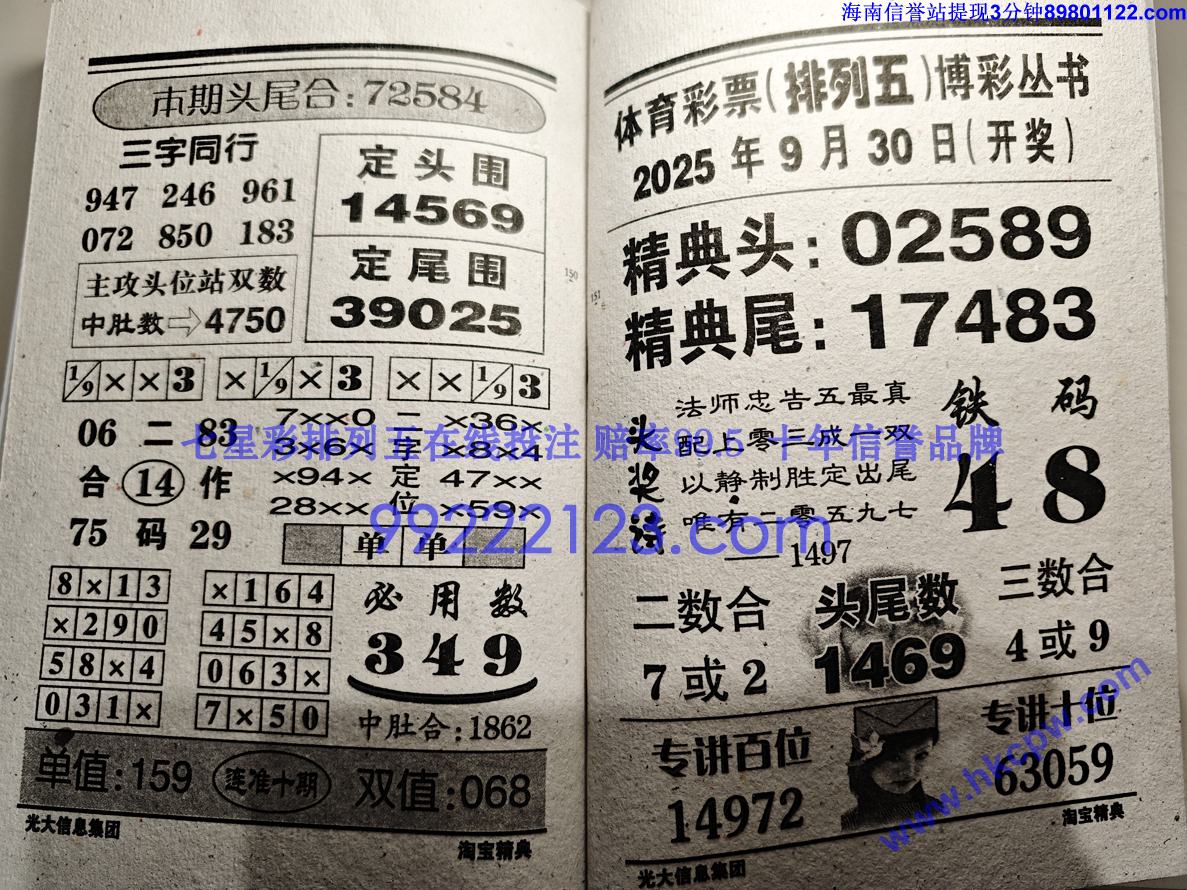 海南信誉站提现3分钟89801122.com
本期头尾合:72584
三字同行
947 246 961
072 850 183
主攻头位站双数
中肚数⇨4750
定头围
14569
定尾围
39025
1/9 × × 3
× 1/9 × 3
× × 1/9 3
06 二 83
合 14 作
75 码 29
7××0 二 ×36×
3×6× 字 ×8×4
×94× 定 47××
28×× 位 ×59×
单 单
8×13
×290
58×4
031×
×164
45×8
063×
7×50
必用数
349
中肚合:1862
单值:159
连准十期
双值:068
光大信息集团
淘宝精典
150
151
体育彩票(排列五)博彩丛书
2025年9月30日(开奖)
精典头:02589
精典尾:17483
头奖诗
法师忠告五最真
配上零三成一双
以静制胜定出尾
唯有二零五九七
——1497
铁码
48
二数合
7或2
头尾数
1469
三数合
4或9
专讲百位
14972
专讲十位
63059
光大信息集团
淘宝精典
七星彩排列五在线投注 赔率99.5 十年信誉品牌
99222123.com
www.hkcpw.com